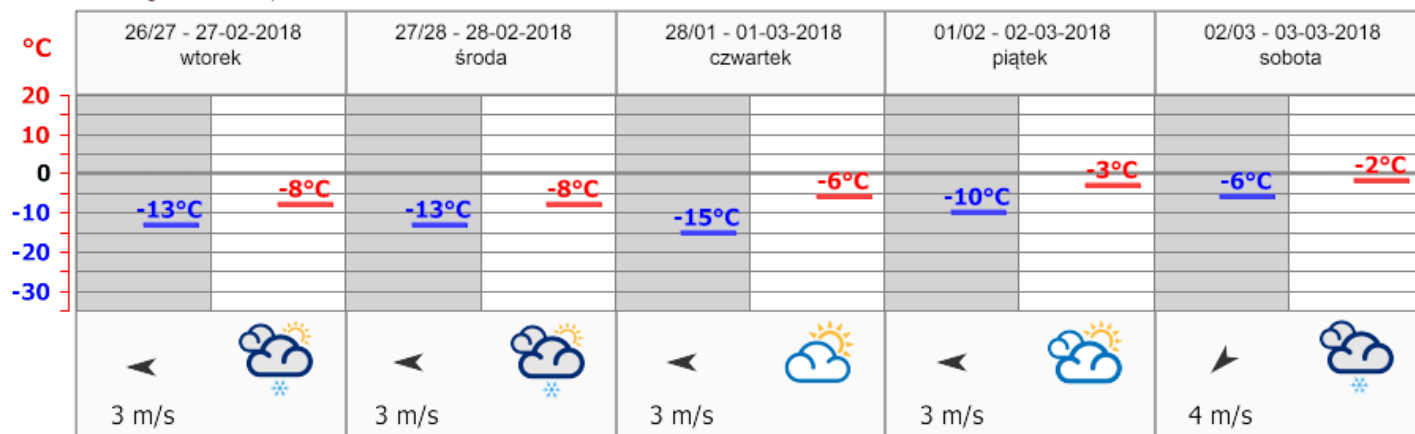 °C
26/27 - 27-02-2018
wtorek
27/28 - 28-02-2018
środa
28/01 - 01-03-2018
czwartek
01/02 - 02-03-2018
piątek
02/03 - 03-03-2018
sobota
20
10
0
-10
-20
-30
-13°C
-8°C
-13°C
-8°C
-15°C
-6°C
-10°C
-3°C
-6°C
-2°C
3 m/s
3 m/s
3 m/s
3 m/s
4 m/s